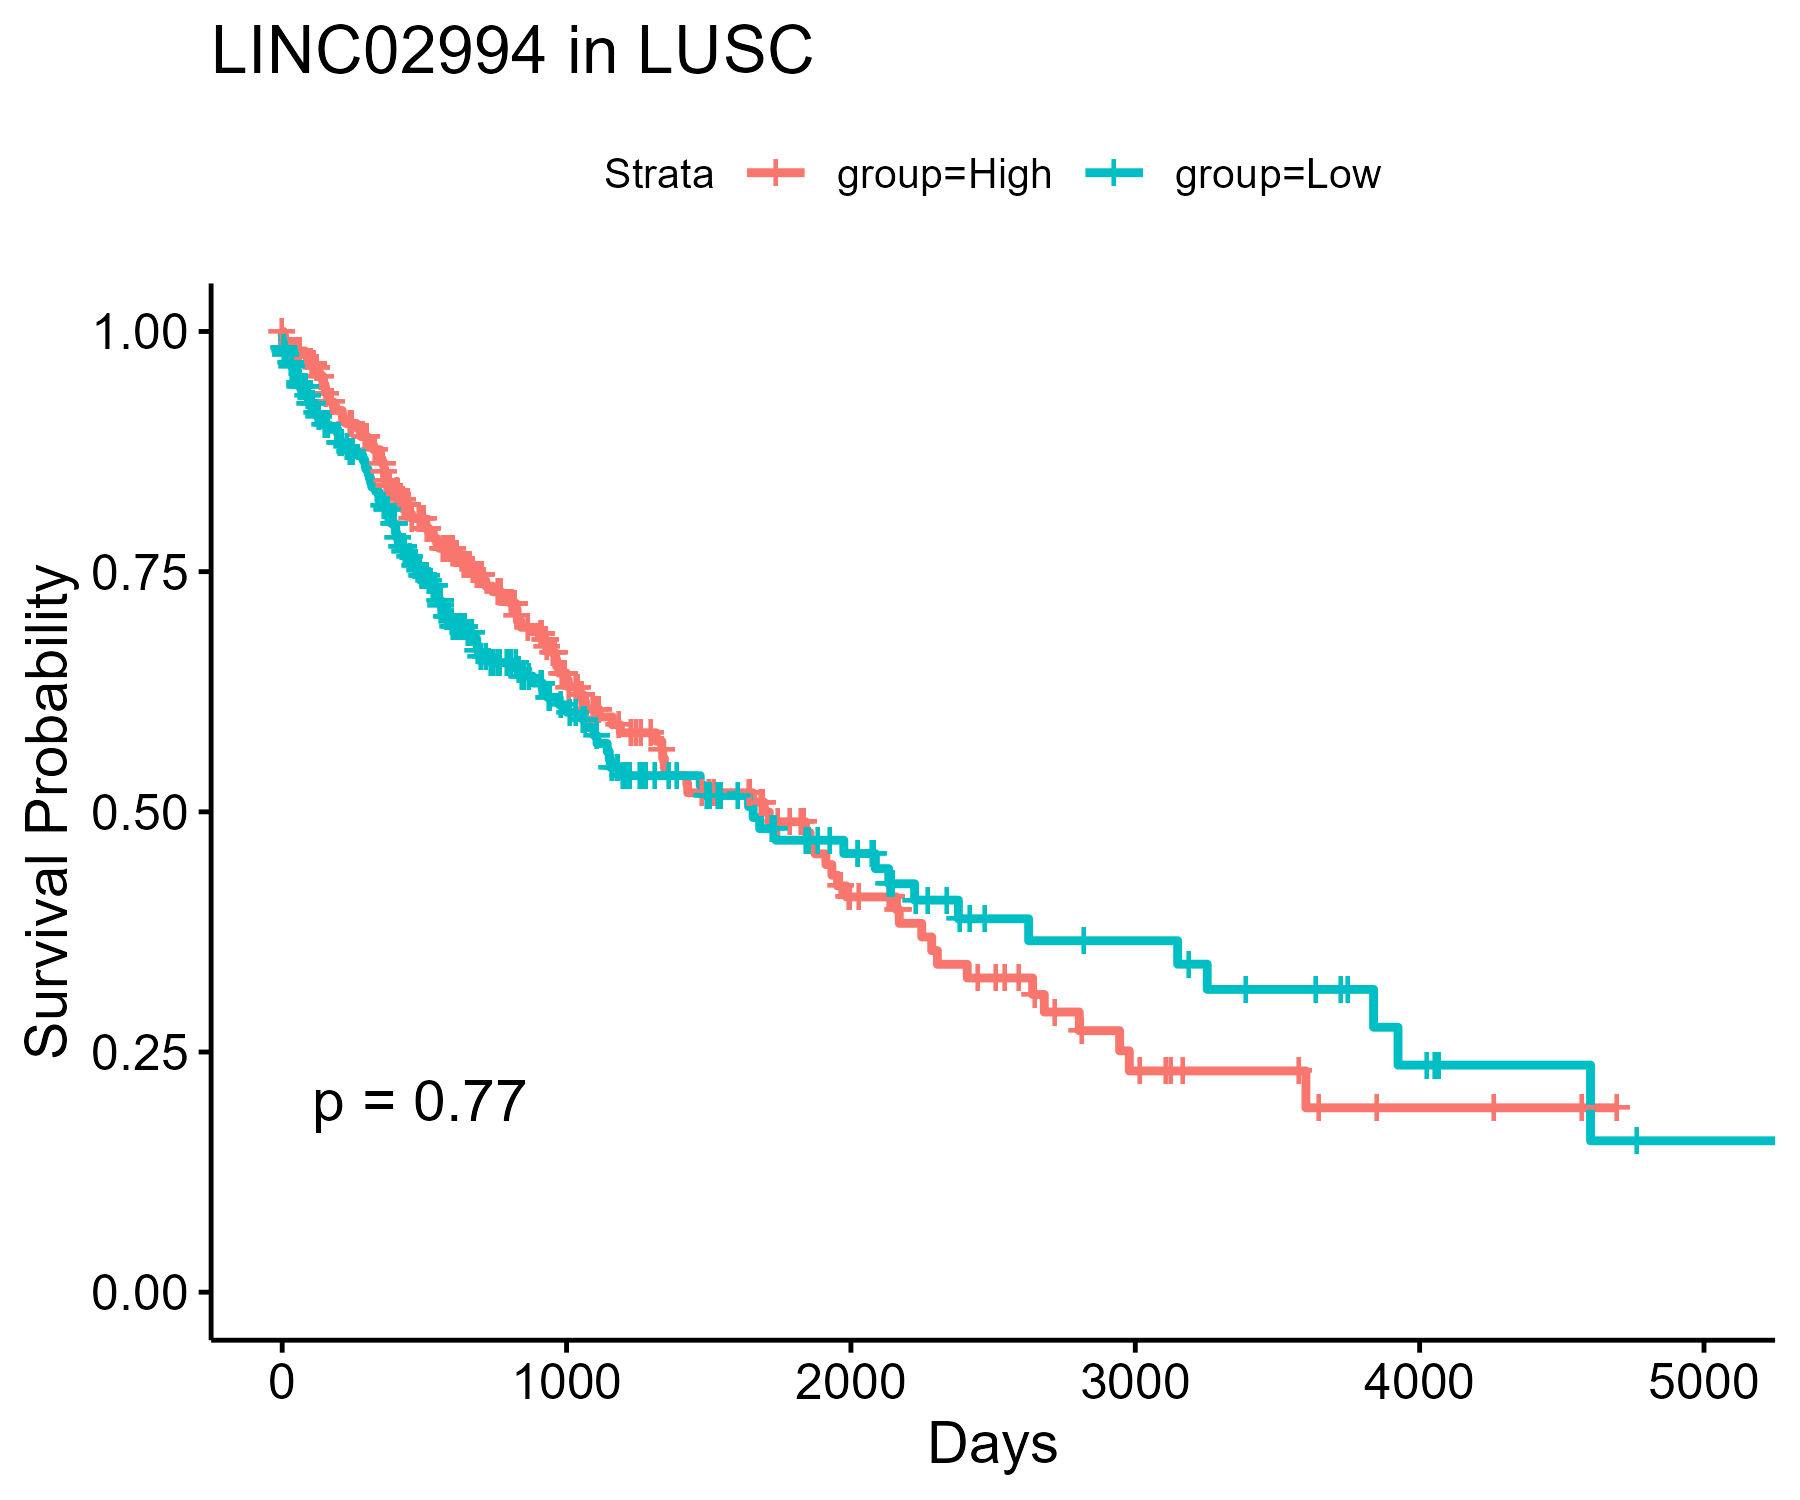 LINC02994 in LUSC
Strata group=High group=Low
Survival Probability
1.00
0.75
0.50
0.25
0.00
p = 0.77
0 1000 2000 3000 4000 5000
Days